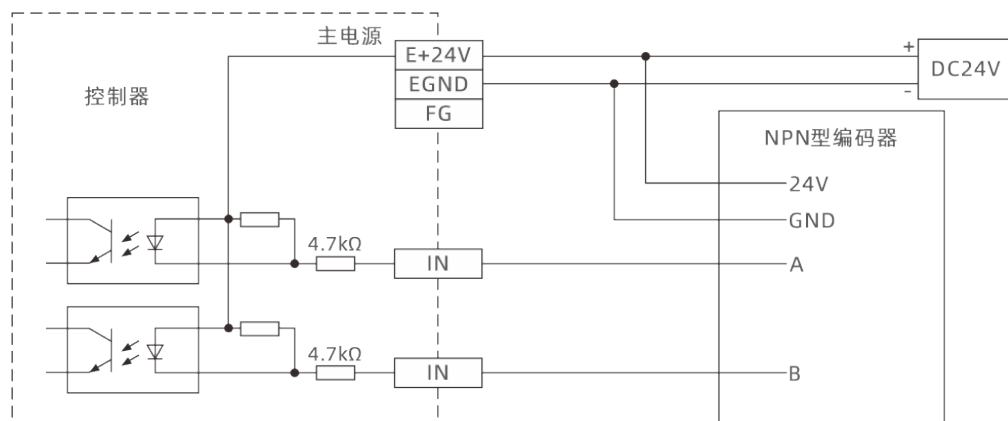 主电源
E+24V
EGND
FG
+
-
DC24V
控制器
NPN型编码器
24V
GND
4.7kΩ
IN
A
4.7kΩ
IN
B